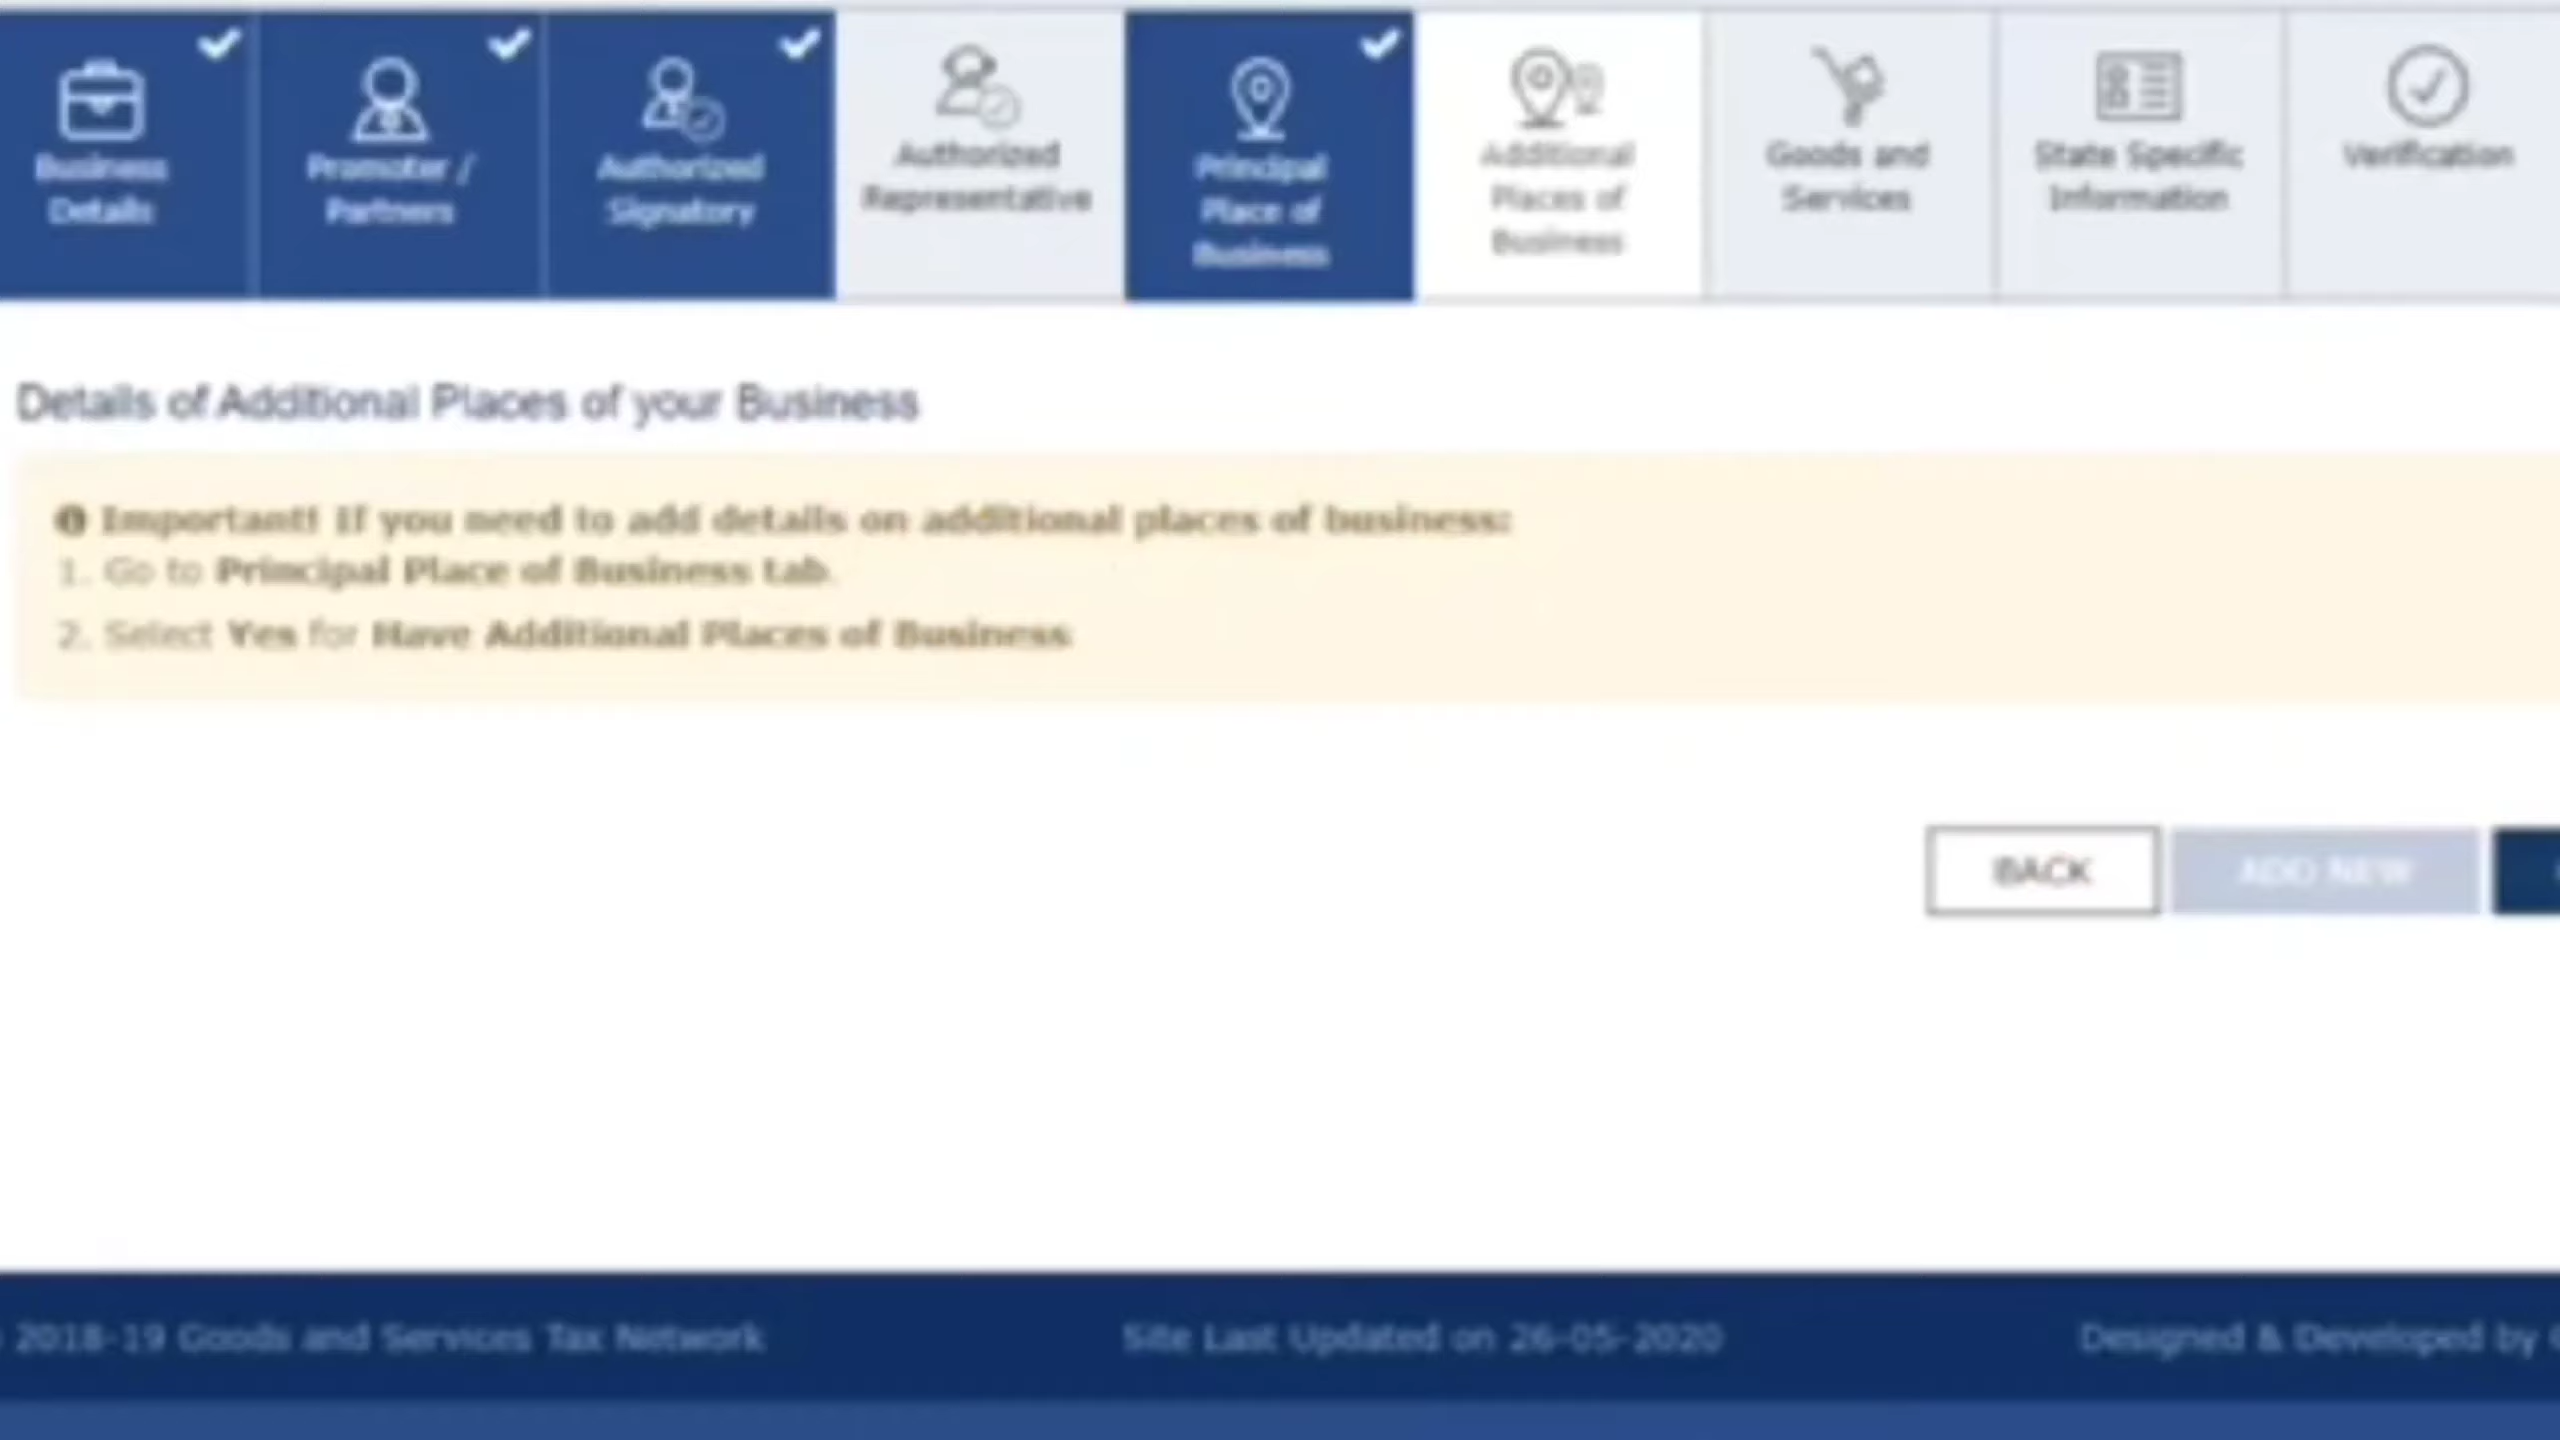 Business
Details
Promoter /
Partners
Authorized
Signatory
Authorized
Representative
Principal
Place of
Business
Additional
Places of
Business
Goods and
Services
State Specific
Information
Verification
Details of Additional Places of your Business
Important! If you need to add details on additional places of business:
1. Go to Principal Place of Business tab.
2. Select Yes for Have Additional Places of Business
BACK
ADD NEW
2018-19 Goods and Services Tax Network
Site Last Updated on 26-05-2020
Designed & Developed by